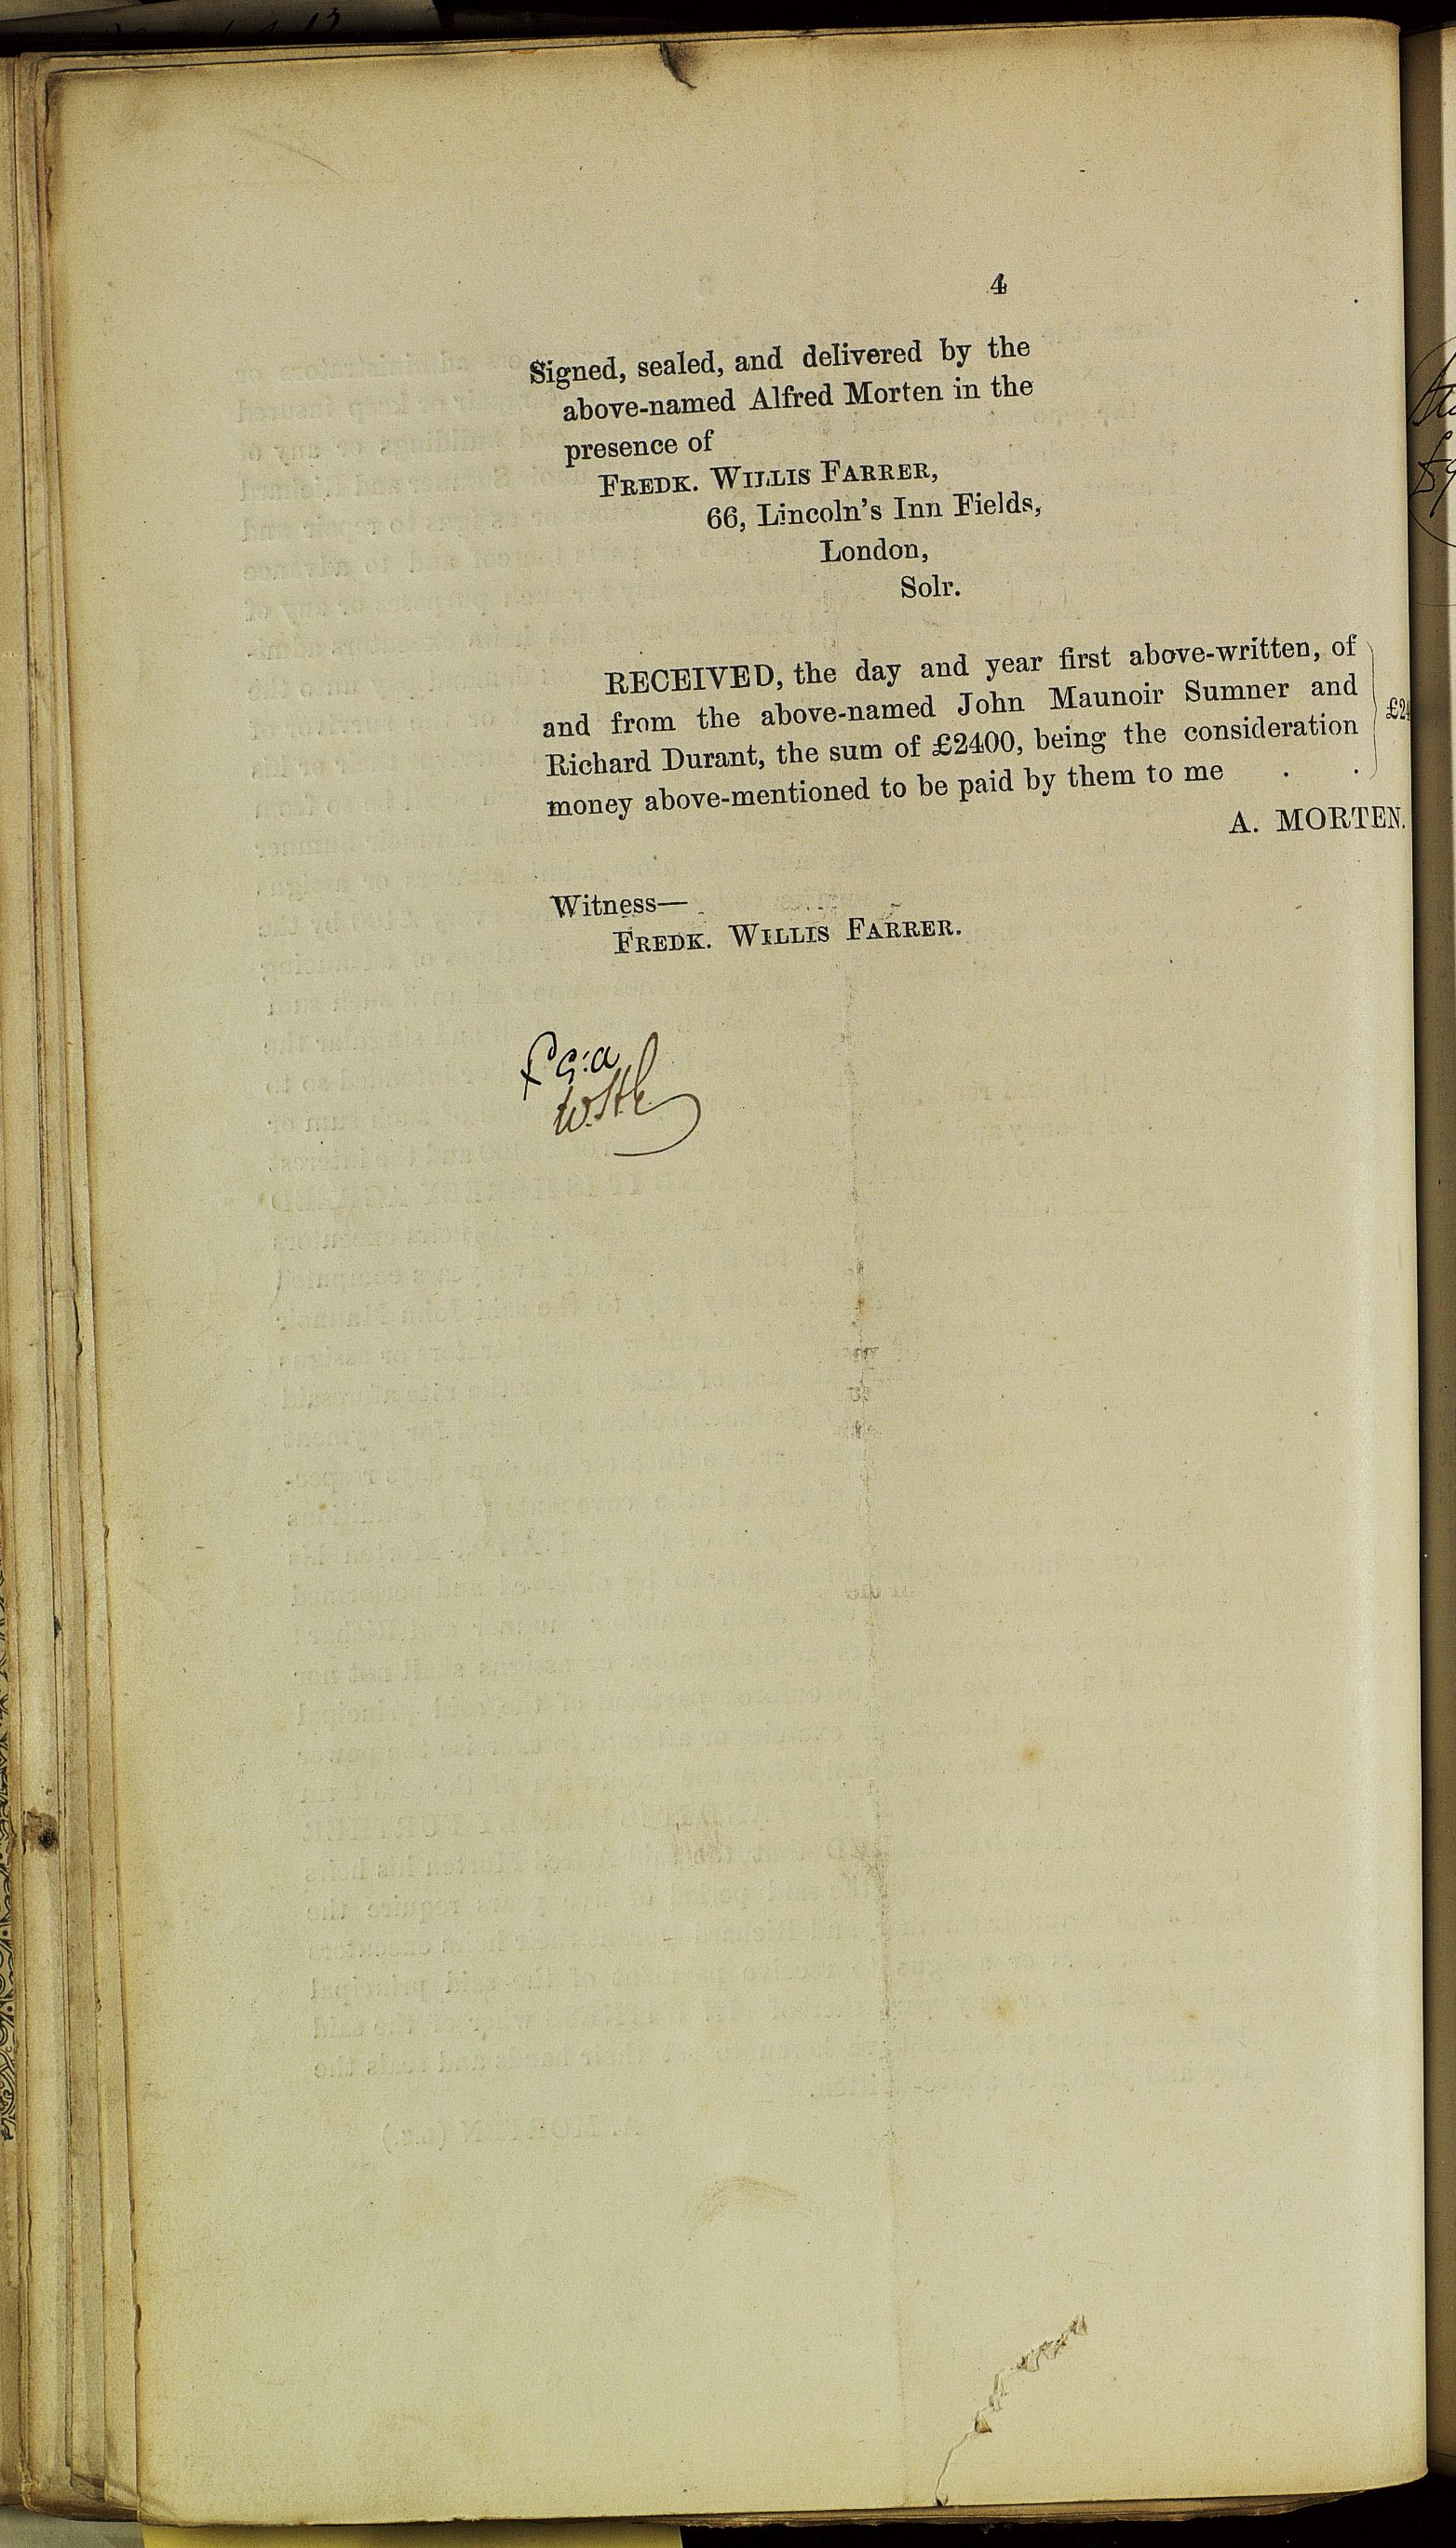 4
Signed, sealed, and delivered by the
above-named Alfred Morten in the
presence of
FREDK. WILLIS FARRER,
66, Lincoln's Inn Fields,
London,
Solr.
RECEIVED, the day and year first above-written, of
and from the above-named John Maunoir Sumner and
Richard Durant, the sum of £2400, being the consideration
money above-mentioned to be paid by them to me . .
£24
A. MORTEN.
Witness—
FREDK. WILLIS FARRER.